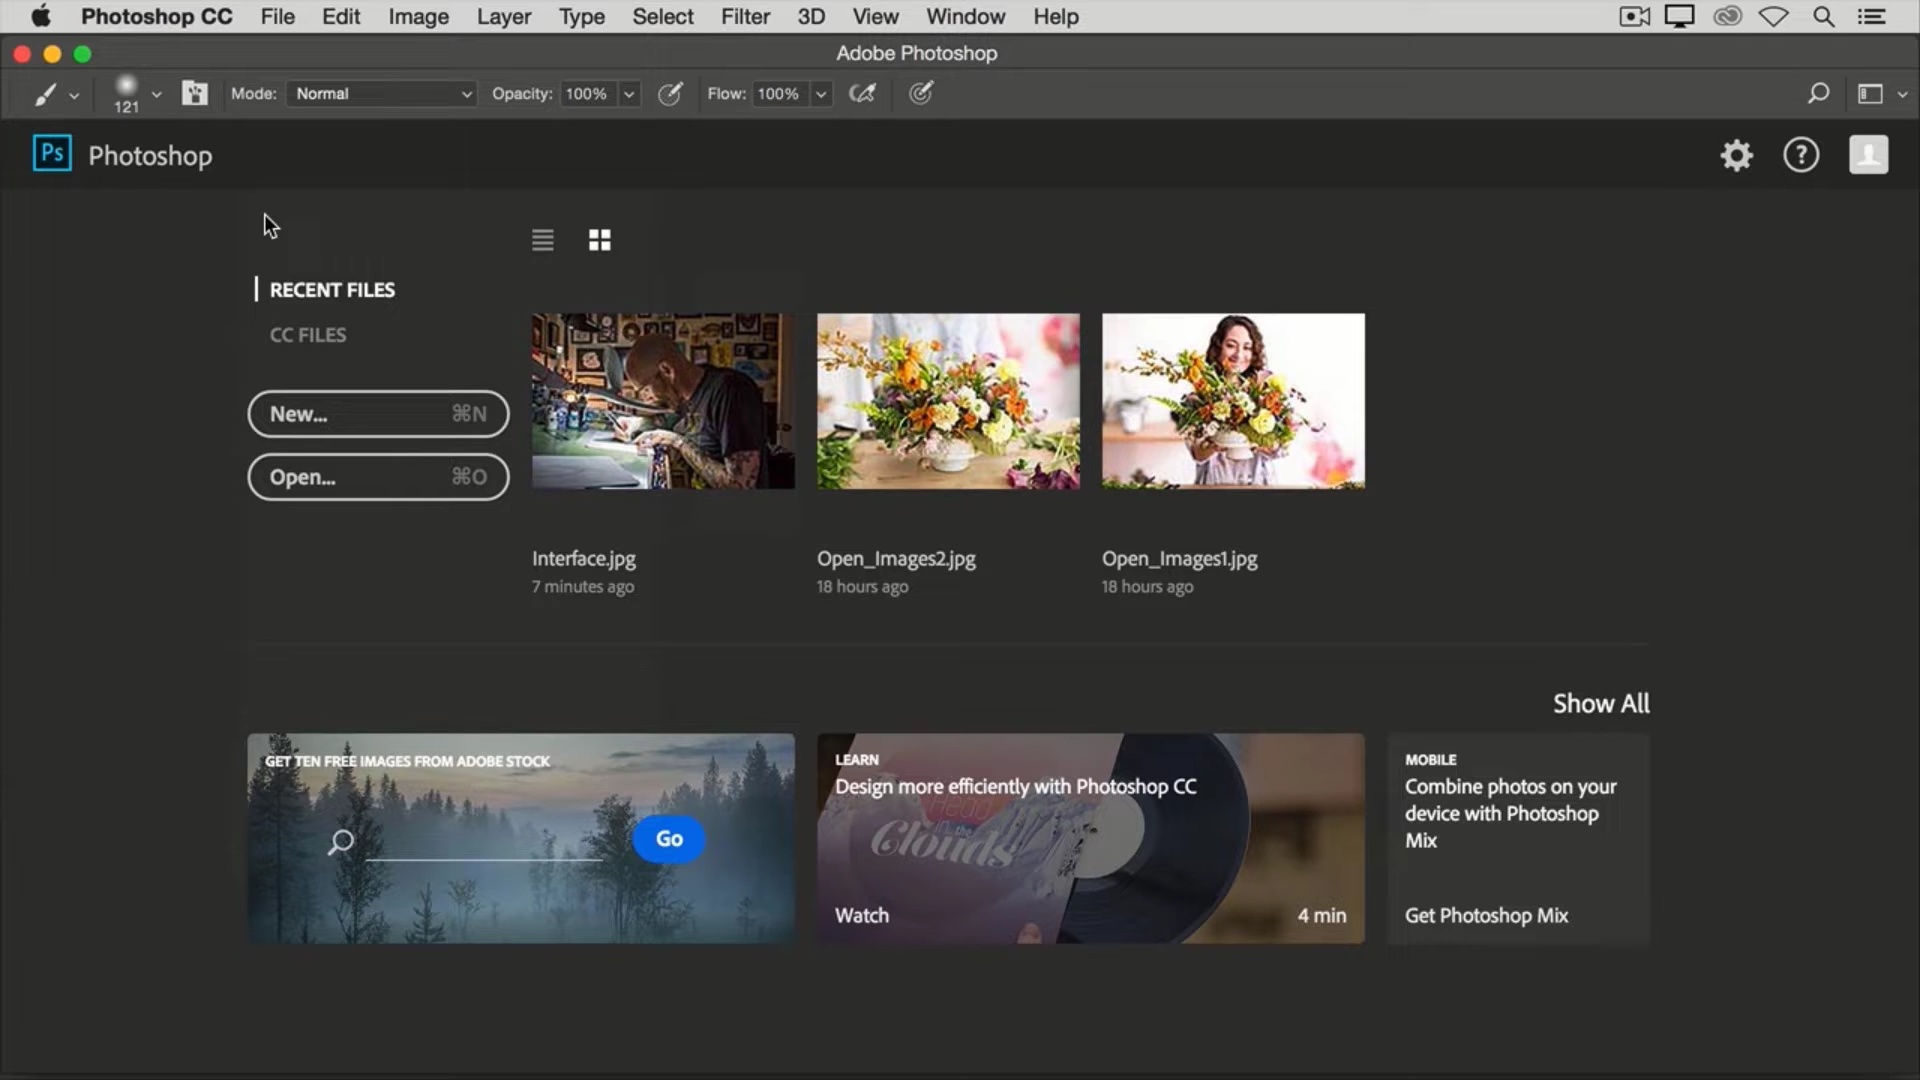 Photoshop CC File Edit Image Layer Type Select Filter 3D View Window Help
Adobe Photoshop
121 Mode: Normal Opacity: 100% Flow: 100%
Ps Photoshop
RECENT FILES
CC FILES
New... ⌘N
Open... ⌘O
Interface.jpg
7 minutes ago
Open_Images2.jpg
18 hours ago
Open_Images1.jpg
18 hours ago
Show All
GET TEN FREE IMAGES FROM ADOBE STOCK
Go
LEARN
Design more efficiently with Photoshop CC
Head
in the
Clouds
Watch 4 min
MOBILE
Combine photos on your
device with Photoshop
Mix
Get Photoshop Mix